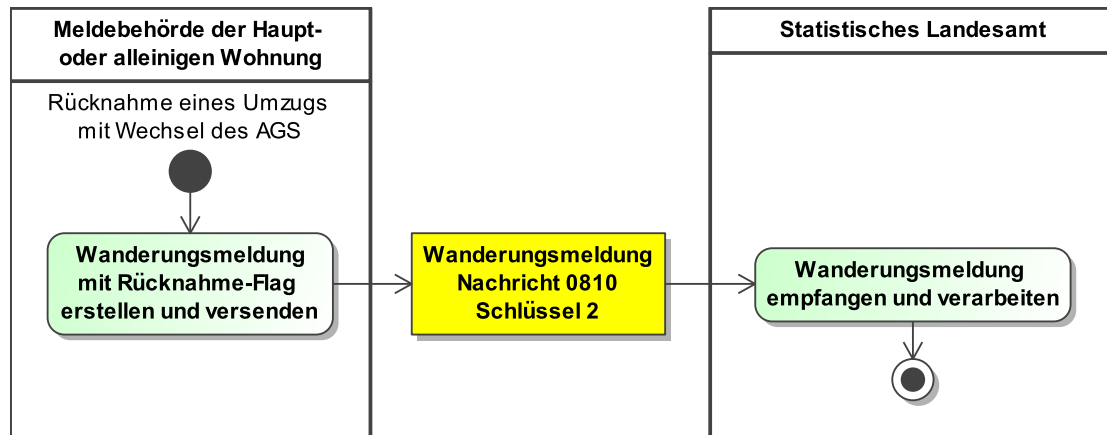 Meldebehörde der Haupt-
oder alleinigen Wohnung
Statistisches Landesamt
Rücknahme eines Umzugs
mit Wechsel des AGS
Wanderungsmeldung
mit Rücknahme-Flag
erstellen und versenden
Wanderungsmeldung
Nachricht 0810
Schlüssel 2
Wanderungsmeldung
empfangen und verarbeiten